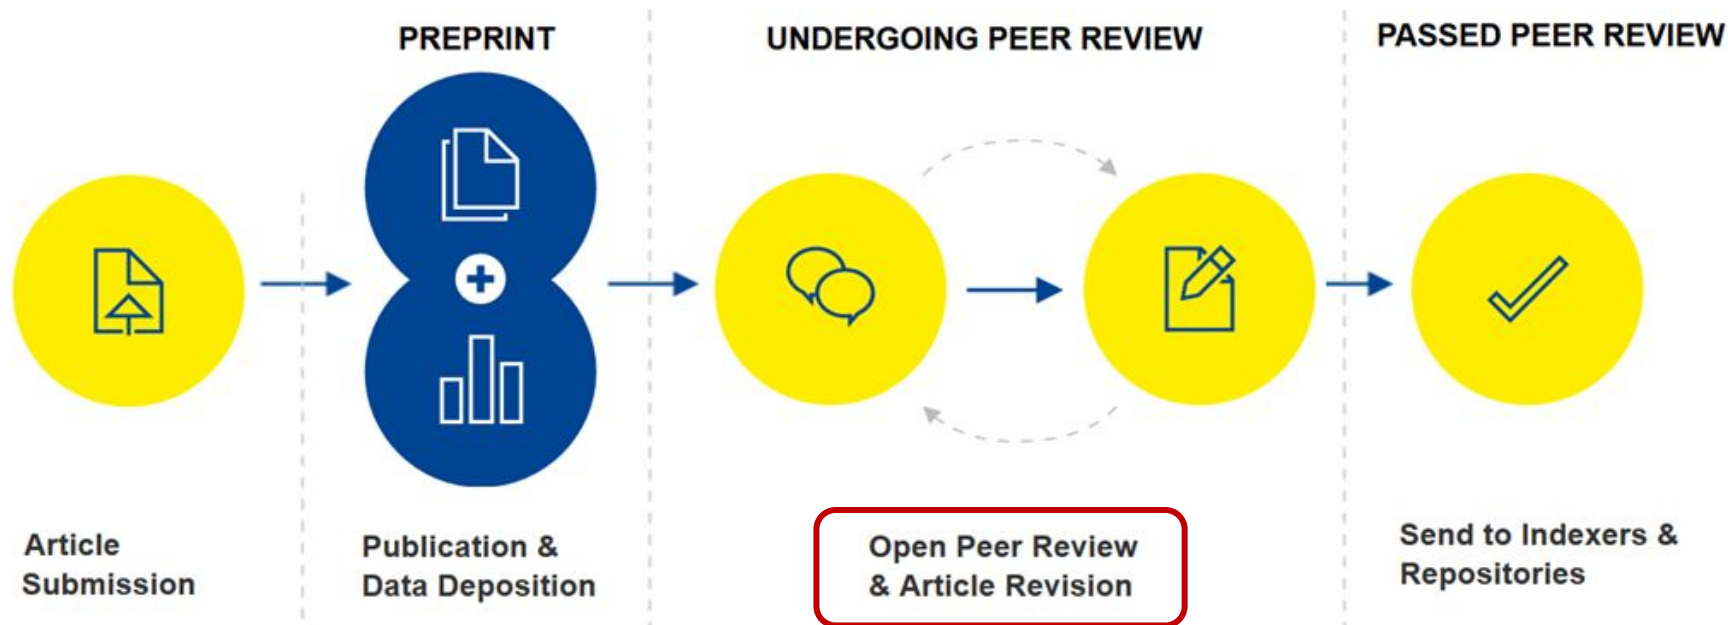 PREPRINT
UNDERGOING PEER REVIEW
PASSED PEER REVIEW
Article
Submission
Publication &
Data Deposition
Open Peer Review
& Article Revision
Send to Indexers &
Repositories